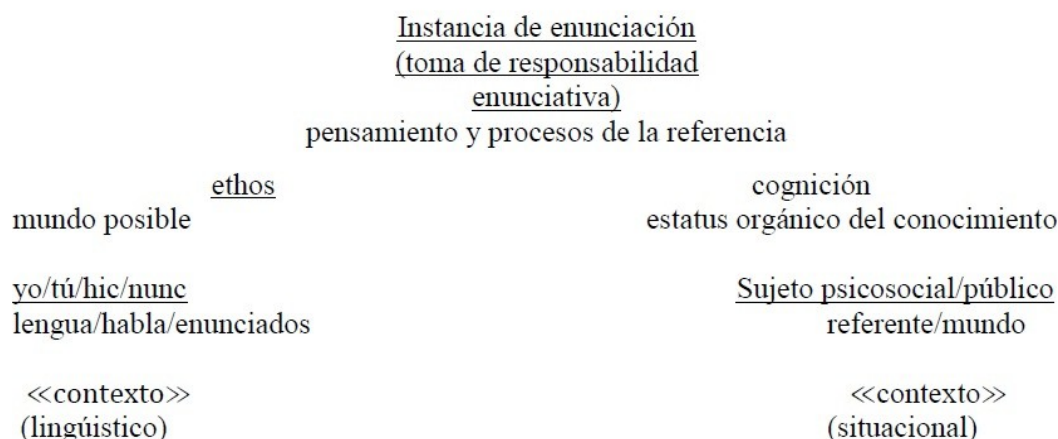 Instancia de enunciación
(toma de responsabilidad
enunciativa)
pensamiento y procesos de la referencia
ethos cognición
mundo posible estatus orgánico del conocimiento
yo/tú/hic/nunc Sujeto psicosocial/público
lengua/habla/enunciados referente/mundo
≪contexto≫ ≪contexto≫
(lingúistico) (situacional)